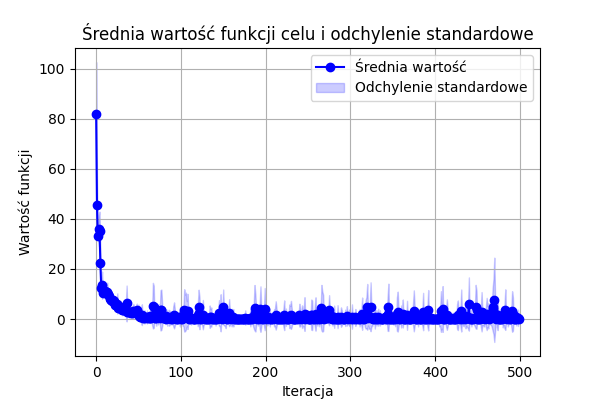 Średnia wartość funkcji celu i odchylenie standardowe
Średnia wartość
Odchylenie standardowe
Wartość funkcji
100
80
60
40
20
0
0 100 200 300 400 500
Iteracja